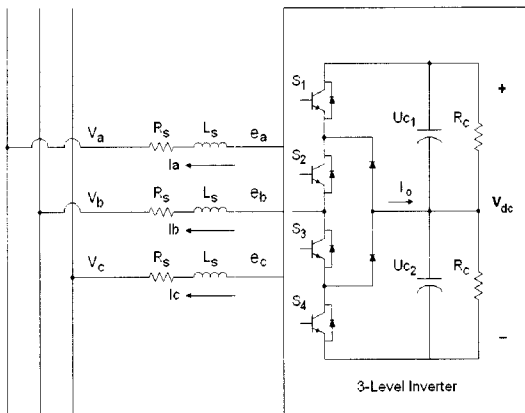 S1
+
Va
Rs
Ls
ea
Uc1
Rc
Ia
S2
Vb
Rs
Ls
eb
Io
Vdc
Ib
S3
Vc
Rs
Ls
ec
Uc2
Rc
Ic
S4
–
3-Level Inverter